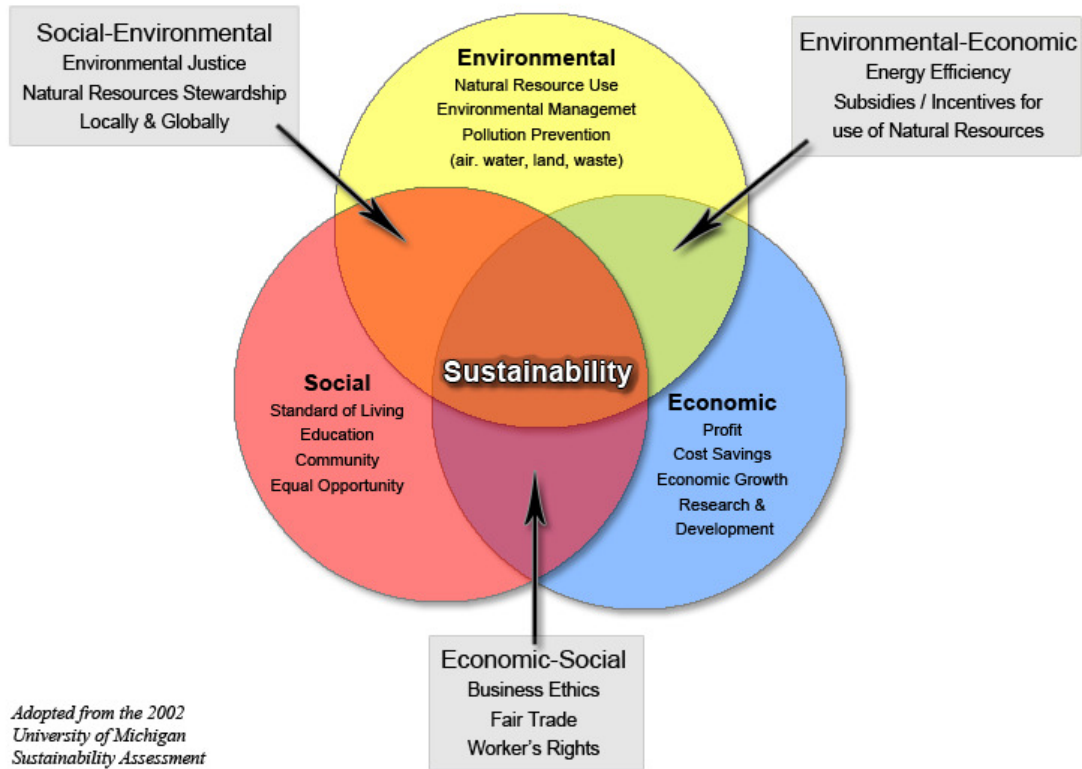 Social-Environmental
Environmental Justice
Natural Resources Stewardship
Locally & Globally
Environmental
Natural Resource Use
Environmental Managemet
Pollution Prevention
(air. water, land, waste)
Environmental-Economic
Energy Efficiency
Subsidies / Incentives for
use of Natural Resources
Sustainability
Social
Standard of Living
Education
Community
Equal Opportunity
Economic
Profit
Cost Savings
Economic Growth
Research &
Development
Economic-Social
Business Ethics
Fair Trade
Worker's Rights
Adopted from the 2002
University of Michigan
Sustainability Assessment